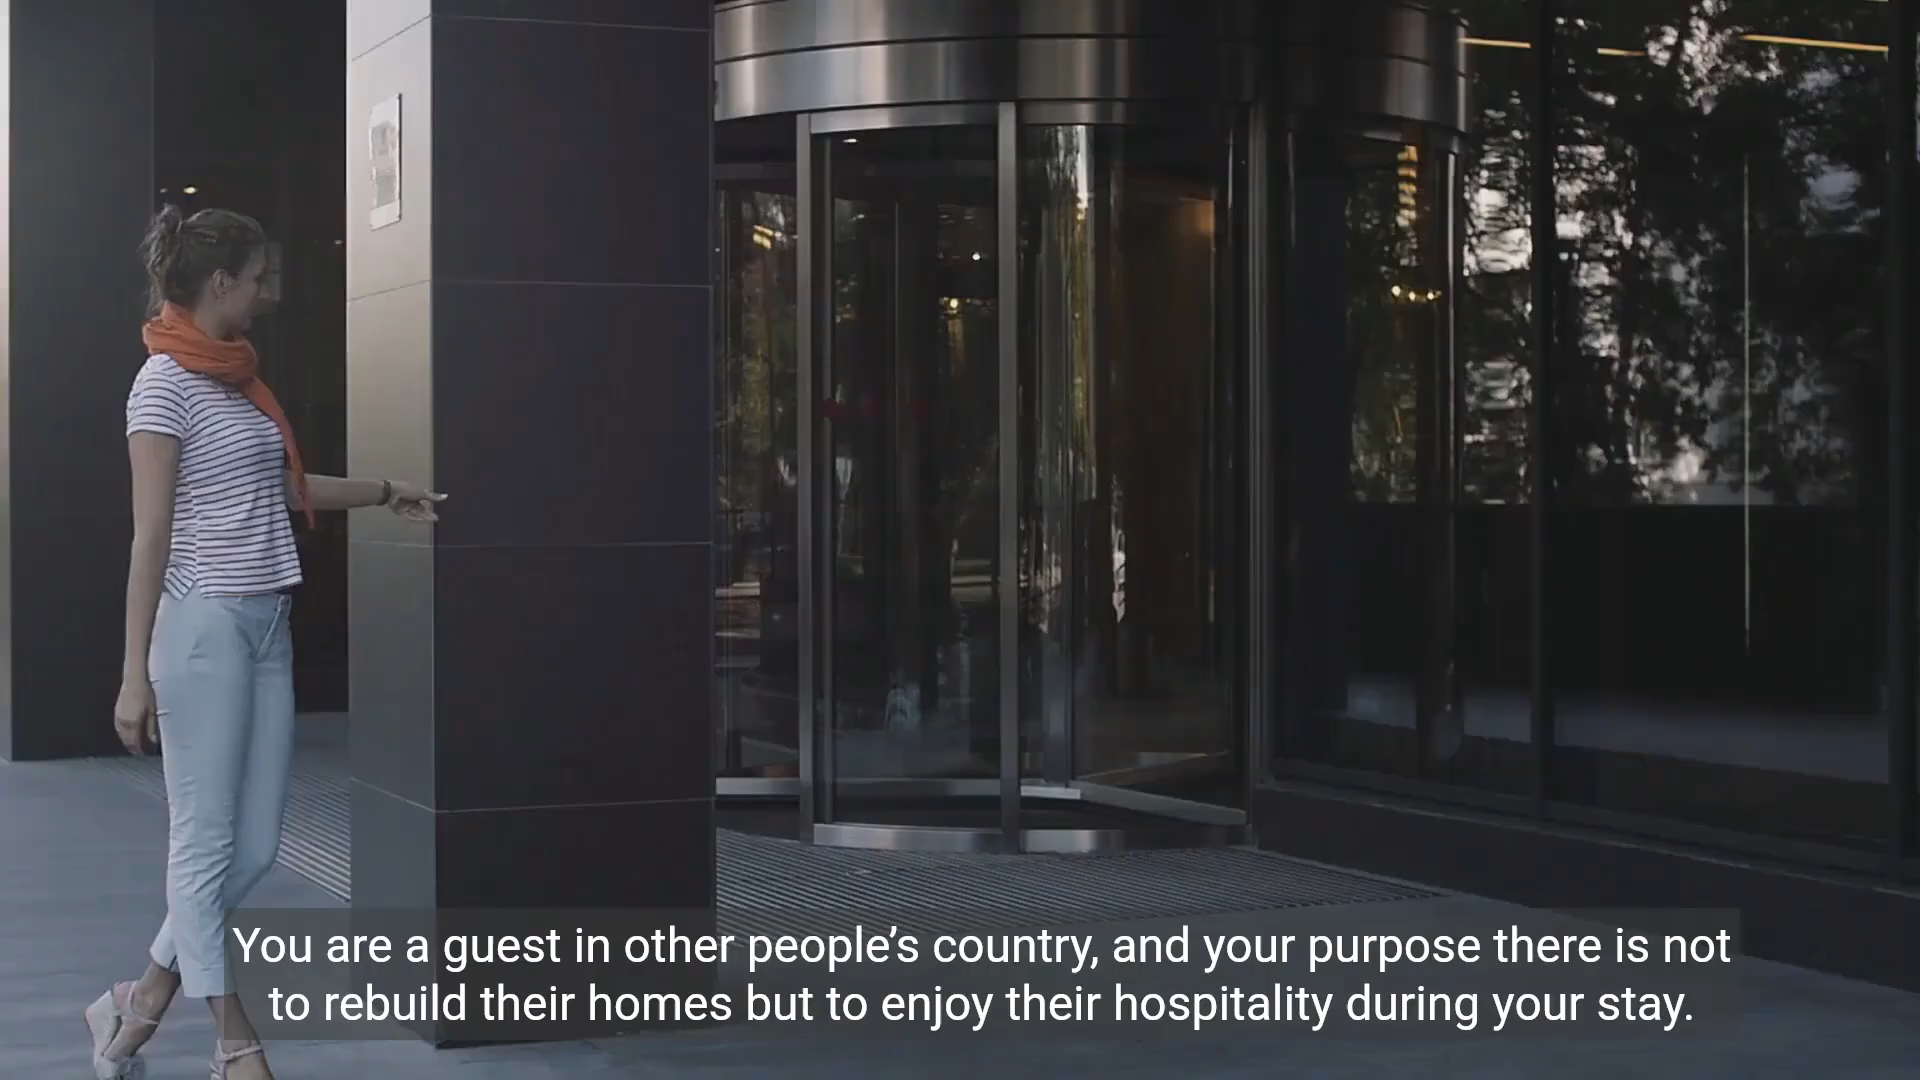 You are a guest in other people’s country, and your purpose there is not
to rebuild their homes but to enjoy their hospitality during your stay.